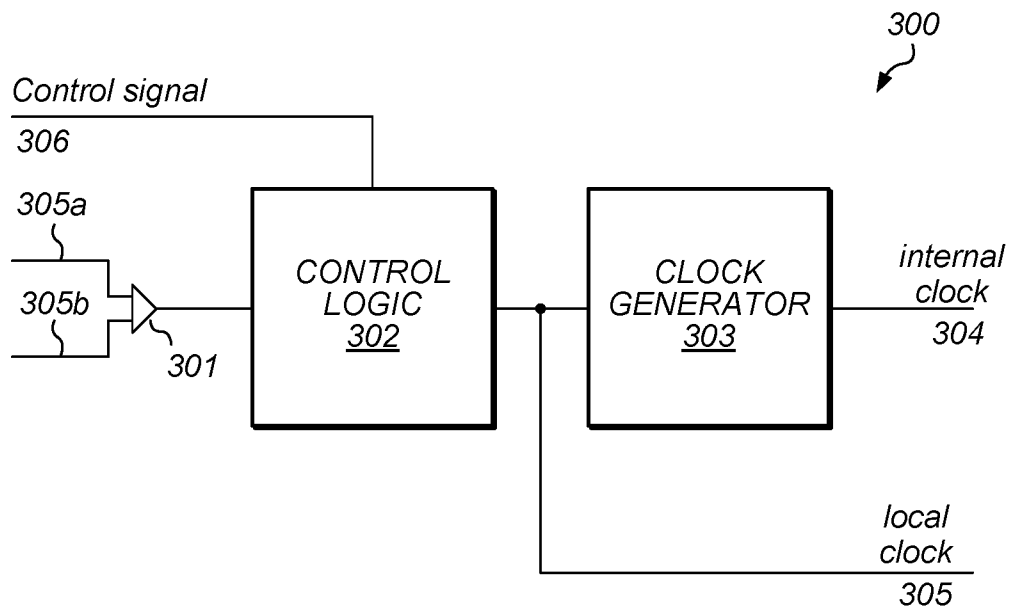 300
Control signal
306
305a
305b
301
CONTROL
LOGIC
302
CLOCK
GENERATOR
303
internal
clock
304
local
clock
305